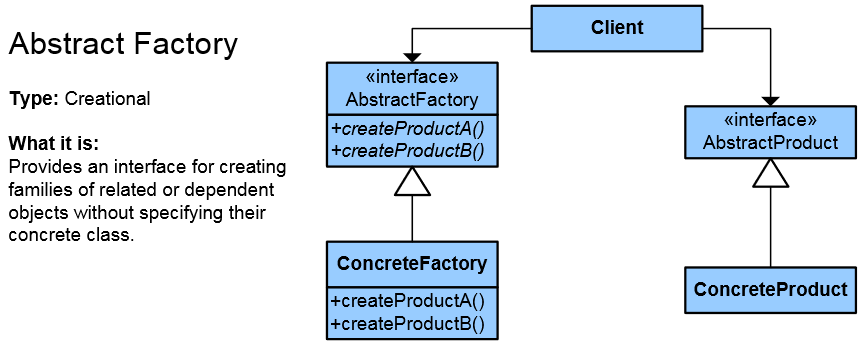 Abstract Factory
Type: Creational
What it is:
Provides an interface for creating
families of related or dependent
objects without specifying their
concrete class.
Client
«interface»
AbstractFactory
+createProductA()
+createProductB()
«interface»
AbstractProduct
ConcreteFactory
+createProductA()
+createProductB()
ConcreteProduct